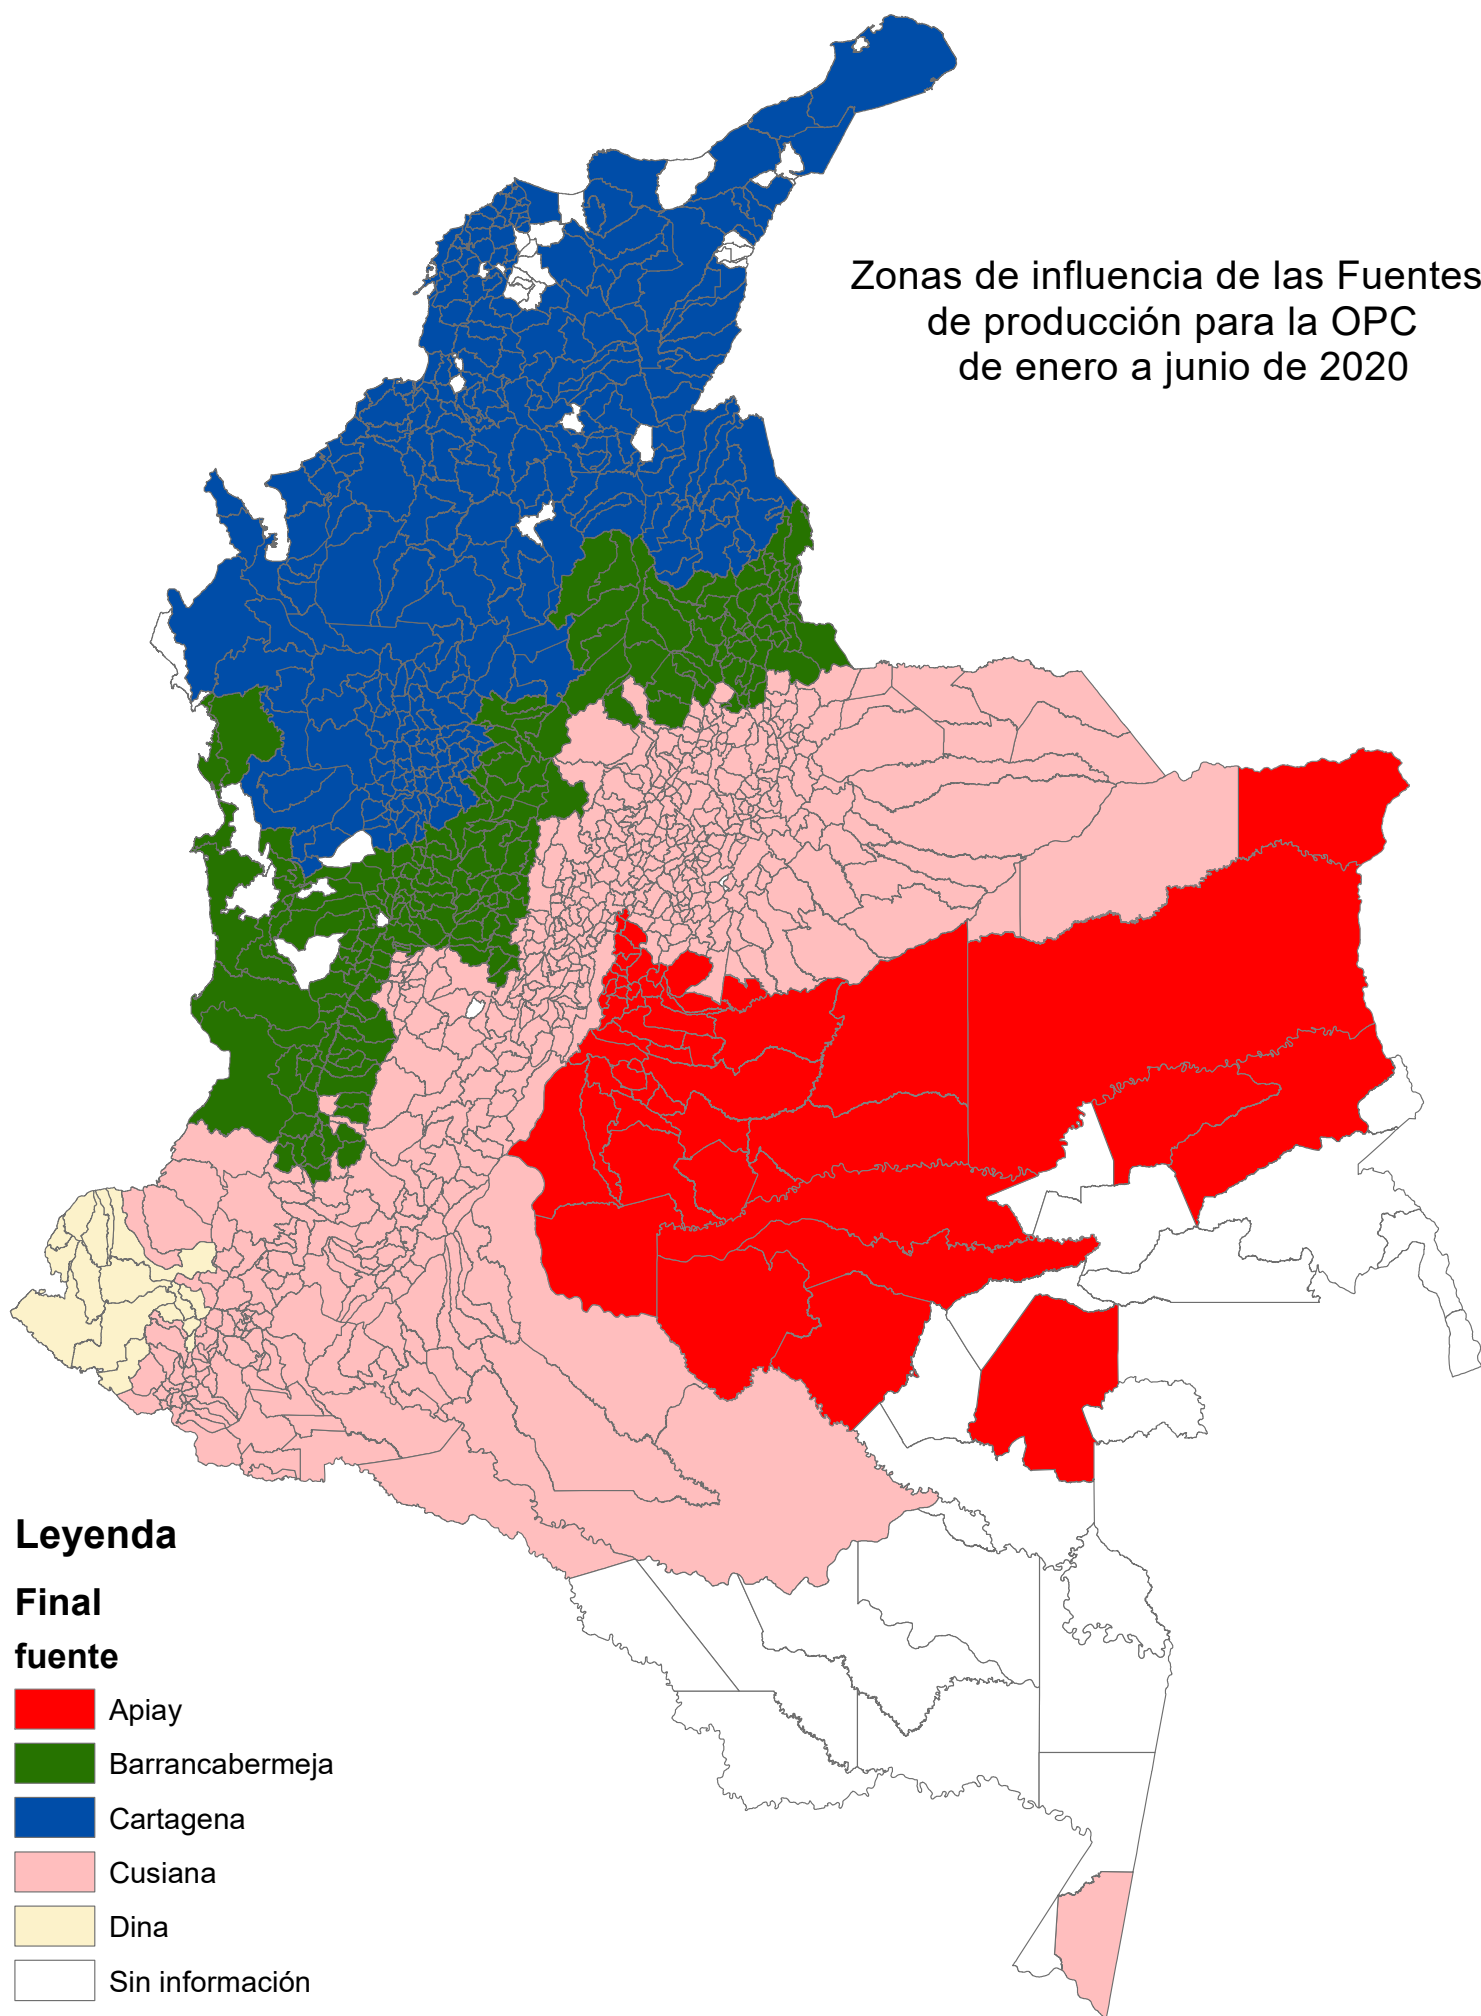 Zonas de influencia de las Fuentes
de producción para la OPC
de enero a junio de 2020
Leyenda
Final
fuente
Apiay
Barrancabermeja
Cartagena
Cusiana
Dina
Sin información